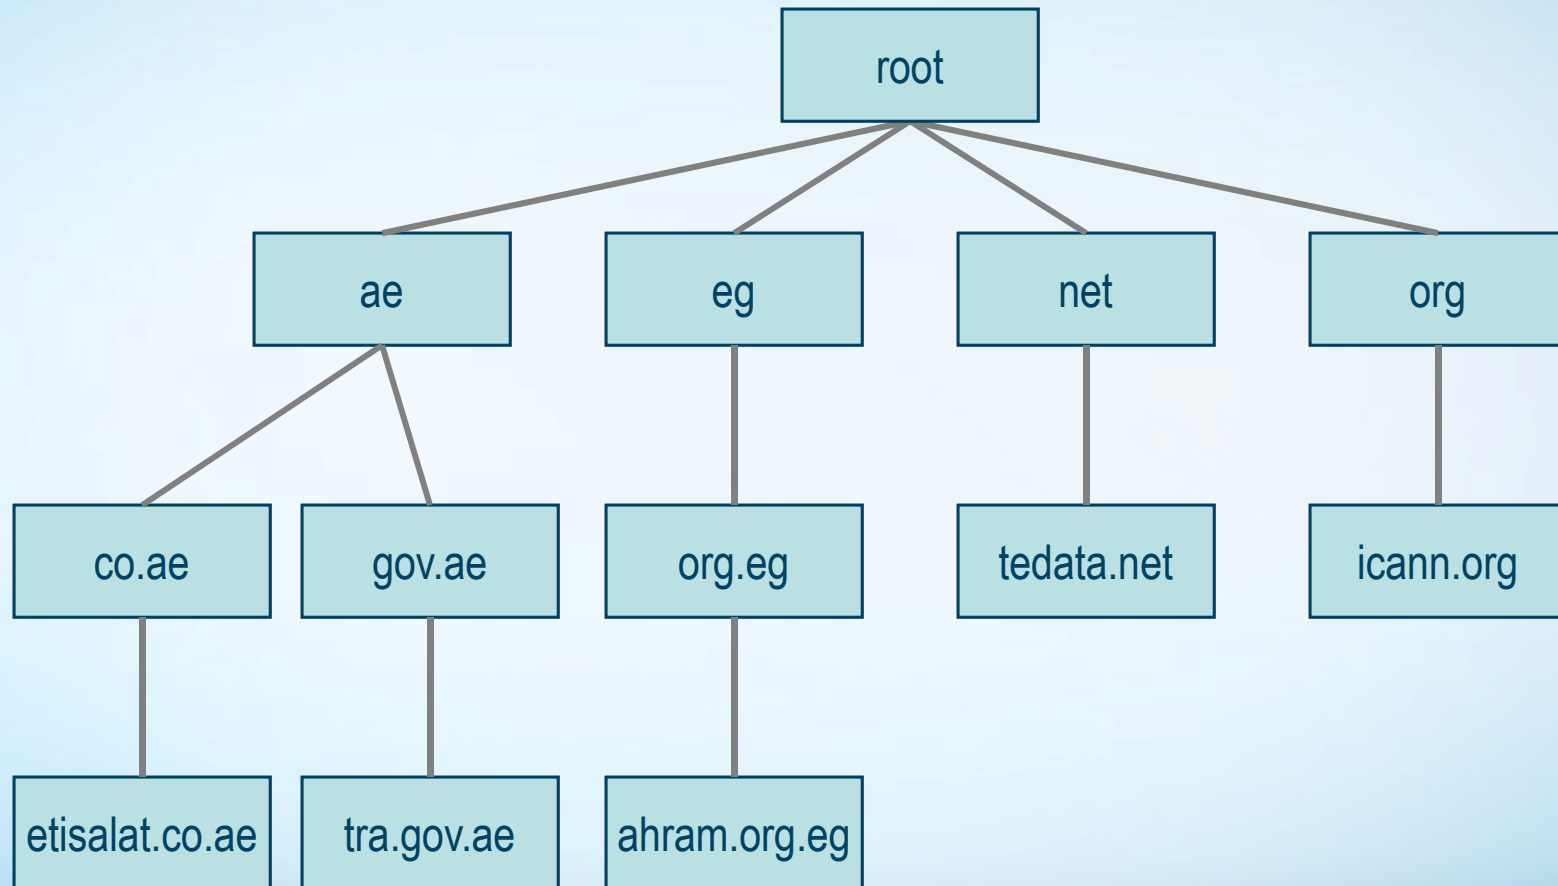 root
ae
eg
net
org
co.ae
gov.ae
org.eg
tedata.net
icann.org
etisalat.co.ae
tra.gov.ae
ahram.org.eg